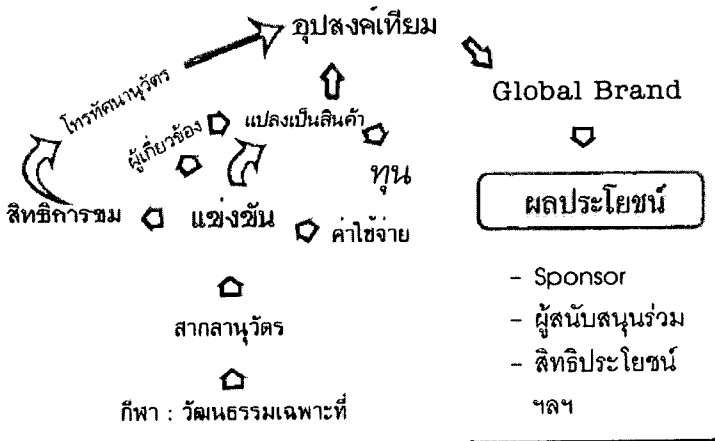 อุปสงค์เทียม
โทรทัศนานุวัตร
Global Brand
ผู้เกี่ยวข้อง
แปลงเป็นสินค้า
ทุน
ผลประโยชน์
สิทธิการชม
แข่งขัน
ค่าใช้จ่าย
- Sponsor
- ผู้สนับสนุนร่วม
- สิทธิประโยชน์
ฯลฯ
สากลานุวัตร
กีฬา : วัฒนธรรมเฉพาะที่